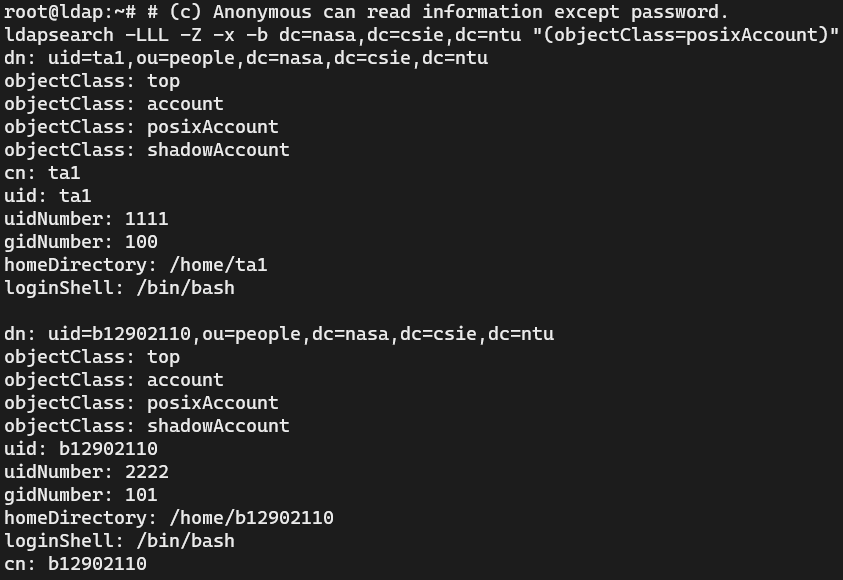 root@ldap:~# # (c) Anonymous can read information except password.
ldapsearch -LLL -Z -x -b dc=nasa,dc=csie,dc=ntu "(objectClass=posixAccount)"
dn: uid=ta1,ou=people,dc=nasa,dc=csie,dc=ntu
objectClass: top
objectClass: account
objectClass: posixAccount
objectClass: shadowAccount
cn: ta1
uid: ta1
uidNumber: 1111
gidNumber: 100
homeDirectory: /home/ta1
loginShell: /bin/bash

dn: uid=b12902110,ou=people,dc=nasa,dc=csie,dc=ntu
objectClass: top
objectClass: account
objectClass: posixAccount
objectClass: shadowAccount
uid: b12902110
uidNumber: 2222
gidNumber: 101
homeDirectory: /home/b12902110
loginShell: /bin/bash
cn: b12902110